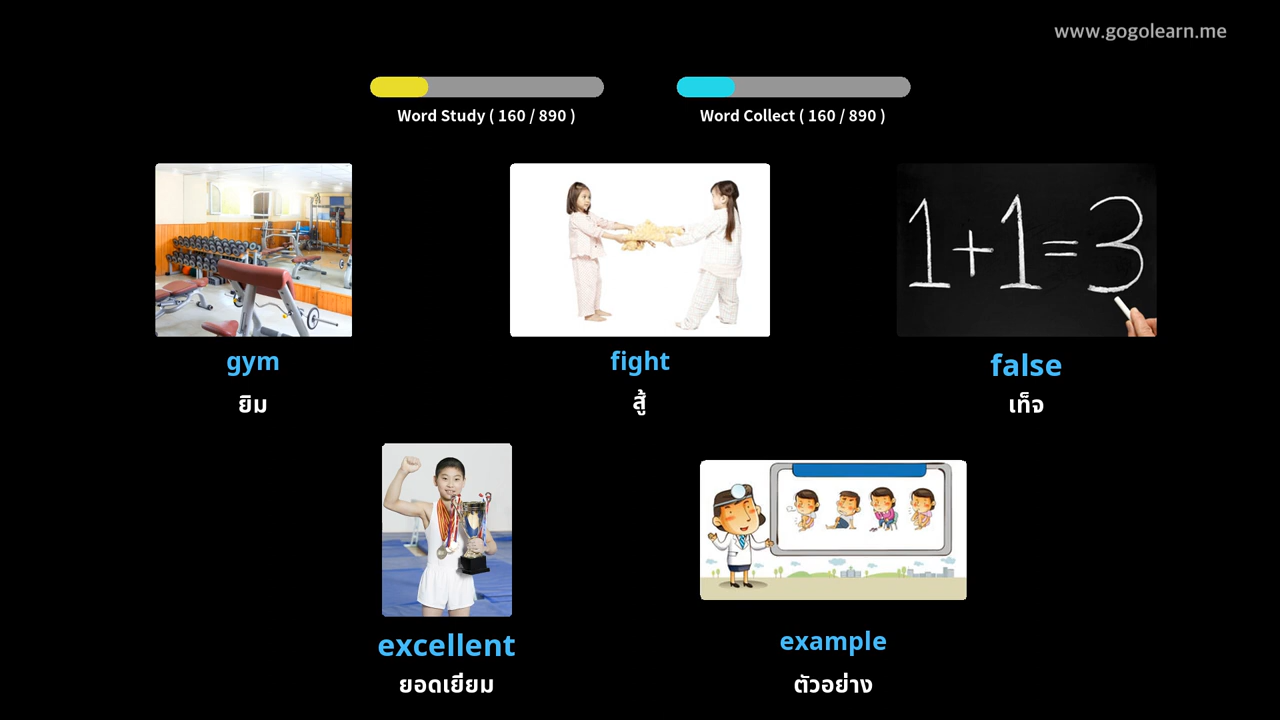 www.gogolearn.me
Word Study ( 160 / 890 )
Word Collect ( 160 / 890 )
1+1=3
gym
fight
false
ยิม
สู้
เท็จ
excellent
example
ยอดเยี่ยม
ตัวอย่าง